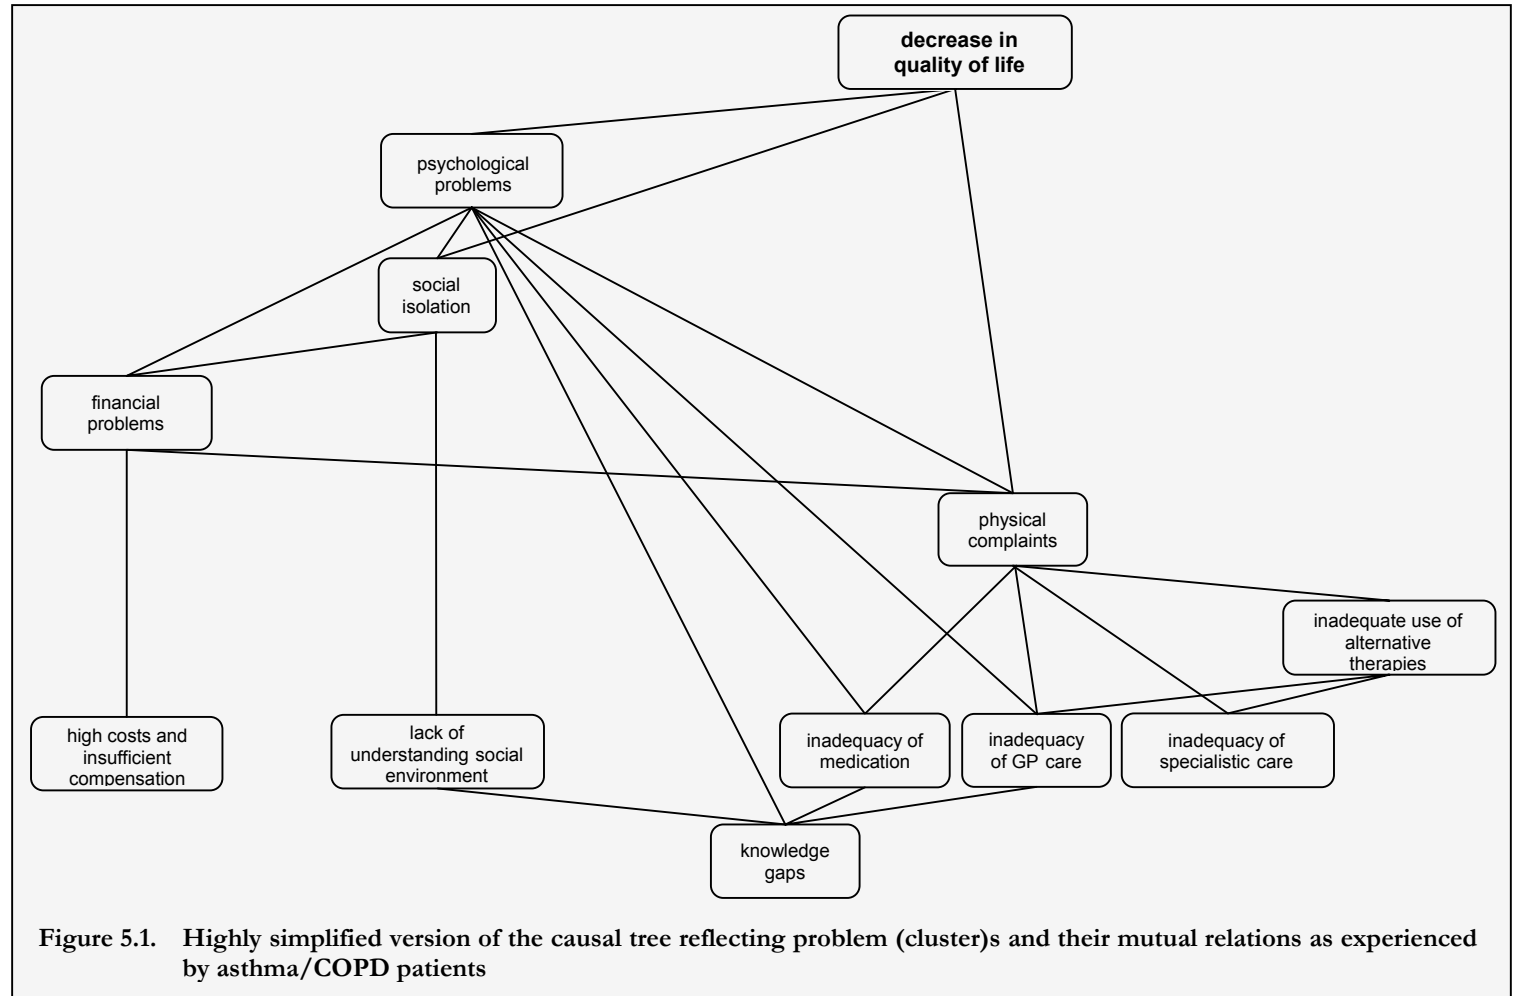 decrease in
quality of life
psychological
problems
social
isolation
financial
problems
physical
complaints
inadequate use of
alternative
therapies
high costs and
insufficient
compensation
lack of
understanding social
environment
inadequacy of
medication
inadequacy
of GP care
inadequacy of
specialistic care
knowledge
gaps
Figure 5.1. Highly simplified version of the causal tree reflecting problem (cluster)s and their mutual relations as experienced
by asthma/COPD patients